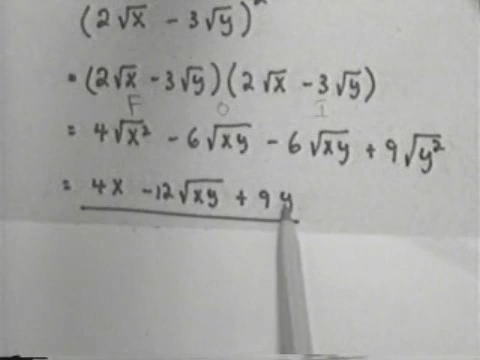 (2√x - 3√y)²
= (2√x - 3√y)(2√x - 3√y)
F O I
= 4√x² - 6√xy - 6√xy + 9√y²
= 4x - 12√xy + 9y